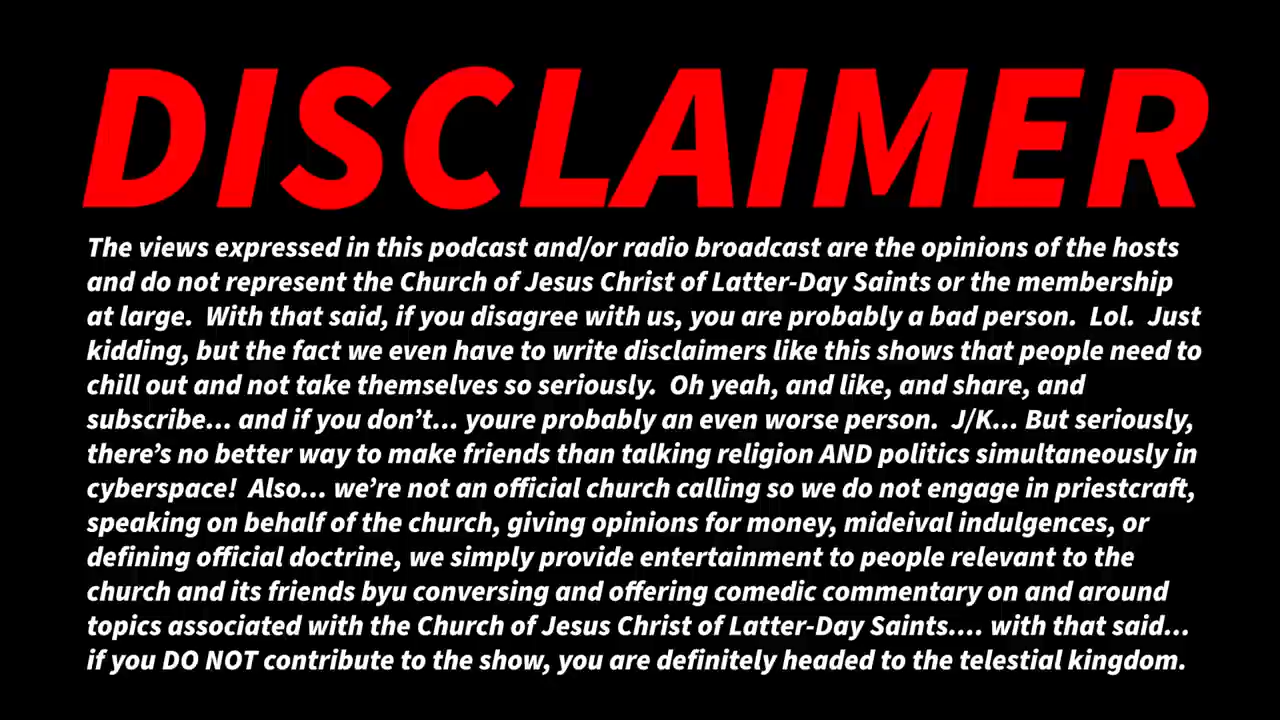 DISCLAIMER
The views expressed in this podcast and/or radio broadcast are the opinions of the hosts
and do not represent the Church of Jesus Christ of Latter-Day Saints or the membership
at large.  With that said, if you disagree with us, you are probably a bad person.  Lol.  Just
kidding, but the fact we even have to write disclaimers like this shows that people need to
chill out and not take themselves so seriously.  Oh yeah, and like, and share, and
subscribe... and if you don’t... youre probably an even worse person.  J/K... But seriously,
there’s no better way to make friends than talking religion AND politics simultaneously in
cyberspace!  Also... we’re not an official church calling so we do not engage in priestcraft,
speaking on behalf of the church, giving opinions for money, mideival indulgences, or
defining official doctrine, we simply provide entertainment to people relevant to the
church and its friends byu conversing and offering comedic commentary on and around
topics associated with the Church of Jesus Christ of Latter-Day Saints.... with that said...
if you DO NOT contribute to the show, you are definitely headed to the telestial kingdom.